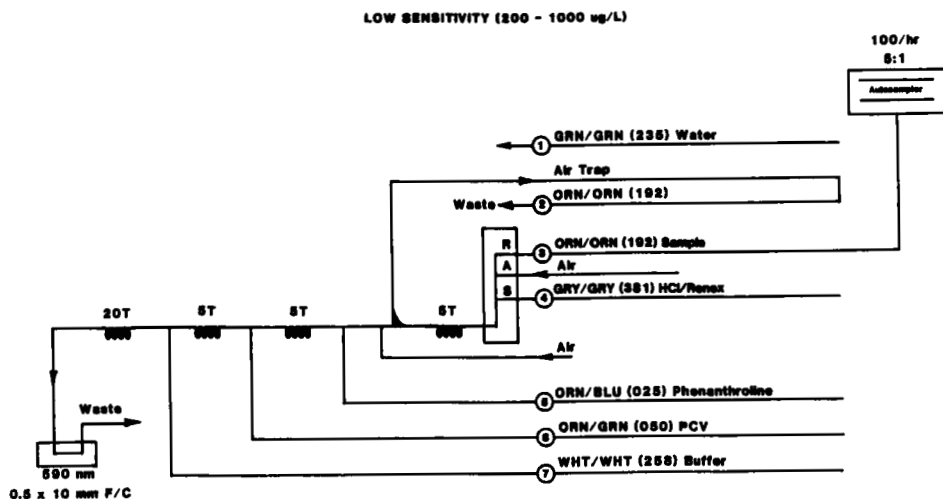 LOW SENSITIVITY (200 - 1000 ug/L)
100/hr
5:1
Autosampler
GRN/GRN (235) Water
1
Air Trap
ORN/ORN (192)
Waste
2
R
ORN/ORN (192) Sample
3
A
Air
S
GRY/GRY (381) HCl/Renex
4
20T
5T
5T
5T
Air
ORN/BLU (025) Phenanthroline
5
Waste
ORN/GRN (050) PCV
6
WHT/WHT (258) Buffer
7
590 nm
0.5 x 10 mm F/C